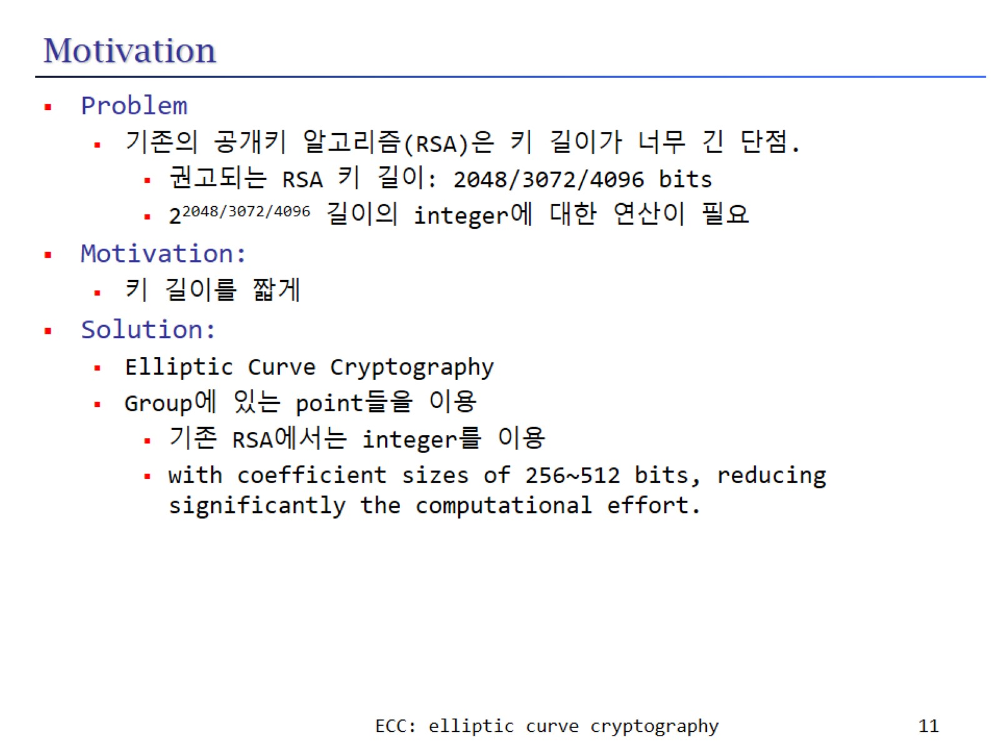 Motivation
Problem
기존의 공개키 알고리즘(RSA)은 키 길이가 너무 긴 단점.
권고되는 RSA 키 길이: 2048/3072/4096 bits
2^2048/3072/4096 길이의 integer에 대한 연산이 필요
Motivation:
키 길이를 짧게
Solution:
Elliptic Curve Cryptography
Group에 있는 point들을 이용
기존 RSA에서는 integer를 이용
with coefficient sizes of 256~512 bits, reducing
significantly the computational effort.
ECC: elliptic curve cryptography
11